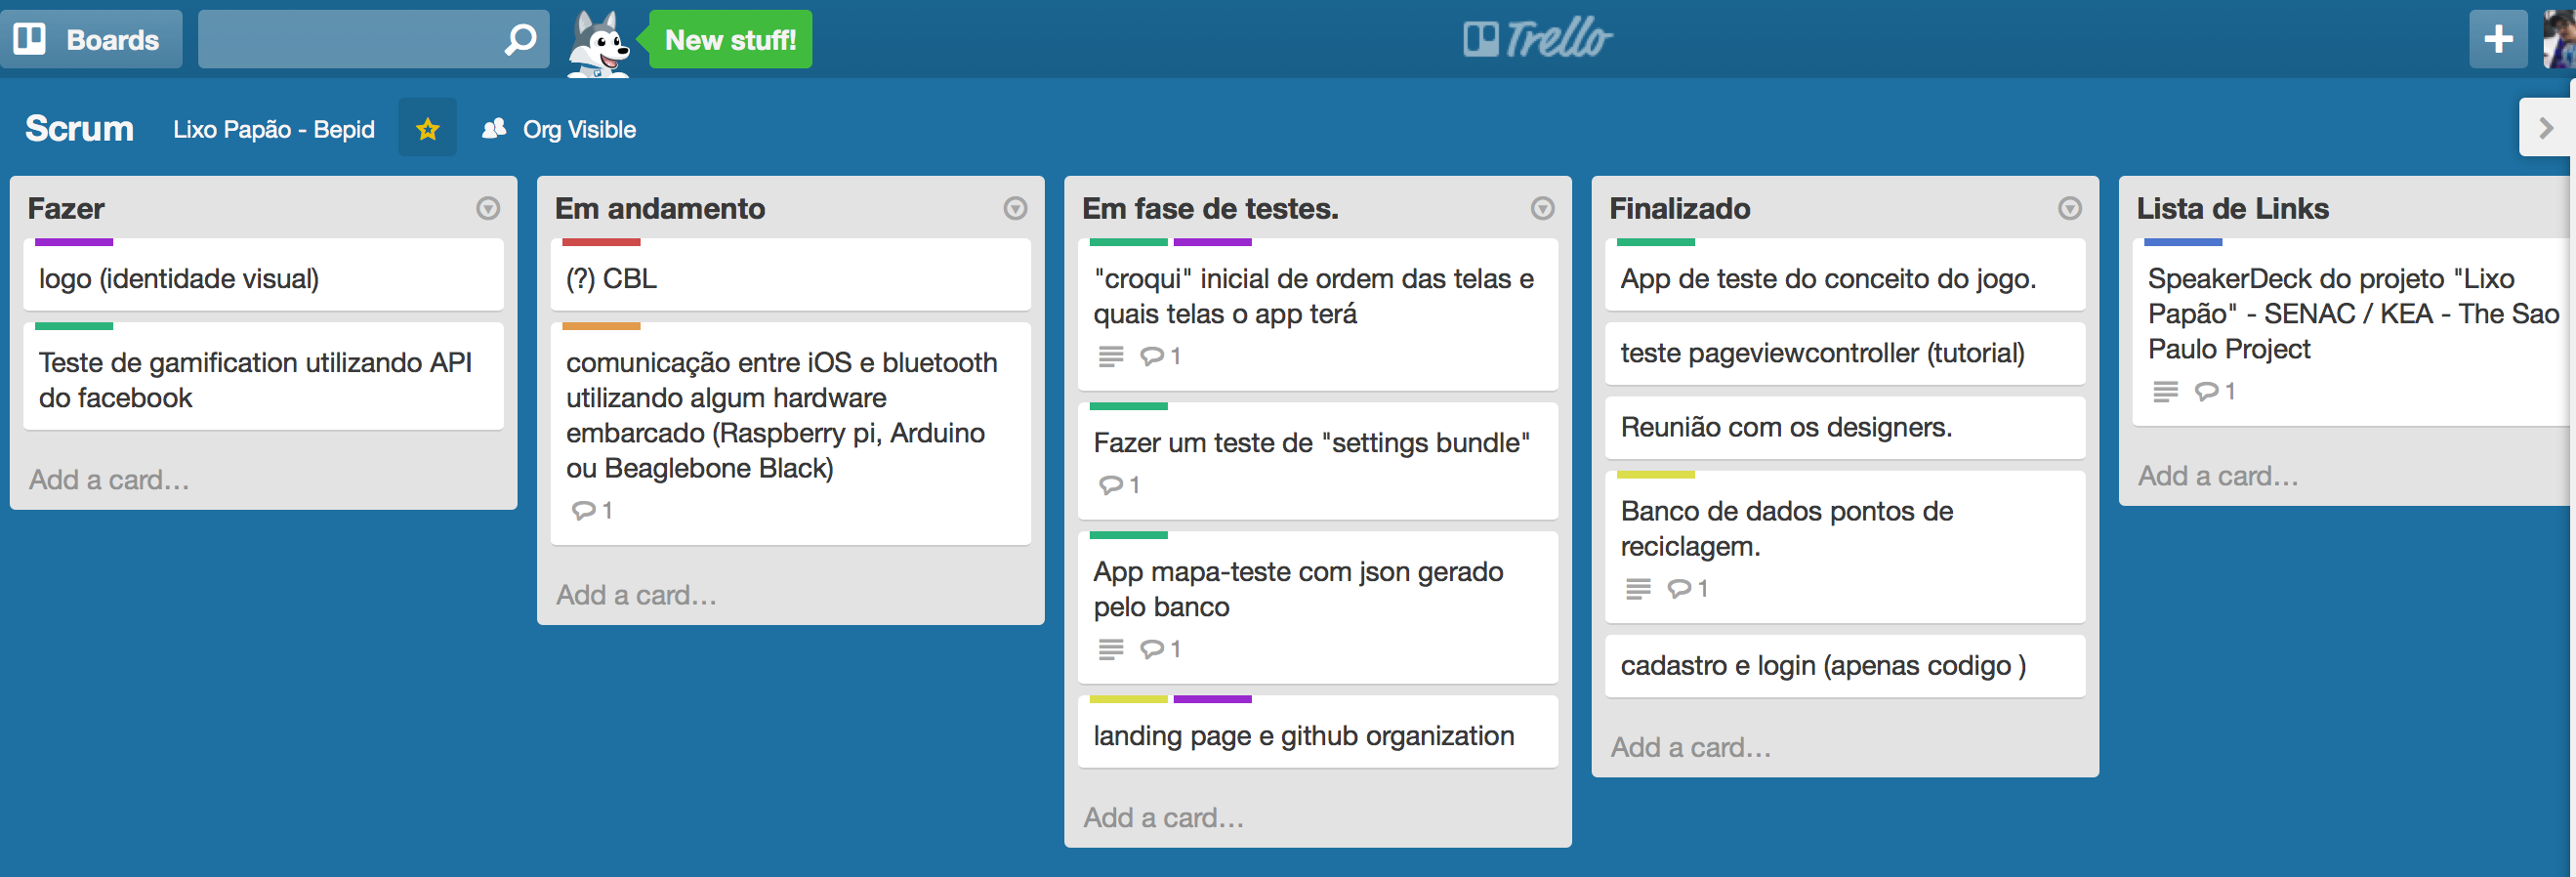 Boards
New stuff!
Trello
Scrum
Lixo Papão - Bepid
Org Visible
Fazer
logo (identidade visual)
Teste de gamification utilizando API
do facebook
Add a card…
Em andamento
(?) CBL
comunicação entre iOS e bluetooth
utilizando algum hardware
embarcado (Raspberry pi, Arduino
ou Beaglebone Black)
1
Add a card…
Em fase de testes.
"croqui" inicial de ordem das telas e
quais telas o app terá
1
Fazer um teste de "settings bundle"
1
App mapa-teste com json gerado
pelo banco
1
landing page e github organization
Add a card…
Finalizado
App de teste do conceito do jogo.
teste pageviewcontroller (tutorial)
Reunião com os designers.
Banco de dados pontos de
reciclagem.
1
cadastro e login (apenas codigo )
Add a card…
Lista de Links
SpeakerDeck do projeto "Lixo
Papão" - SENAC / KEA - The Sao
Paulo Project
1
Add a card…